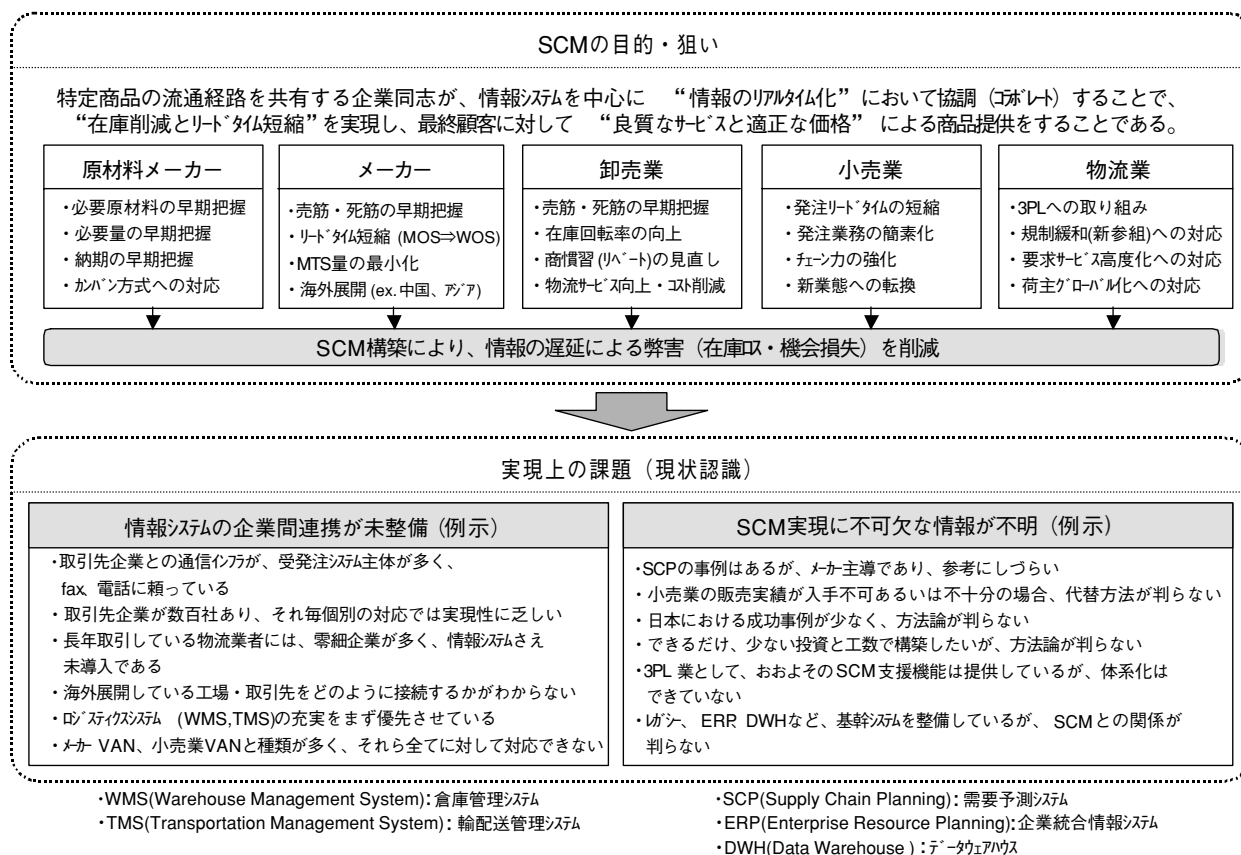 SCMの目的・狙い
特定商品の流通経路を共有する企業同志が、情報ｼｽﾃﾑを中心に “情報のﾘｱﾙﾀｲﾑ化” において協調（ｺﾗﾎﾞﾚｰﾄ）することで、
“在庫削減とﾘｰﾄﾞﾀｲﾑ短縮” を実現し、最終顧客に対して “良質なｻｰﾋﾞｽと適正な価格” による商品提供をすることである。
原材料メーカー
・必要原材料の早期把握
・必要量の早期把握
・納期の早期把握
・ｶﾝﾊﾞﾝ方式への対応
メーカー
・売筋・死筋の早期把握
・ﾘｰﾄﾞﾀｲﾑ短縮 (MOS⇒WOS)
・MTS量の最小化
・海外展開 (ex.中国、ｱｼﾞｱ)
卸売業
・売筋・死筋の早期把握
・在庫回転率の向上
・商慣習(ﾘﾍﾞｰﾄ)の見直し
・物流ｻｰﾋﾞｽ向上・ｺｽﾄ削減
小売業
・発注ﾘｰﾄﾞﾀｲﾑの短縮
・発注業務の簡素化
・ﾁｪｰﾝ力の強化
・新業態への転換
物流業
・3PLへの取り組み
・規制緩和(新参組)への対応
・要求ｻｰﾋﾞｽ高度化への対応
・荷主ｸﾞﾛｰﾊﾞﾙ化への対応
SCM構築により、情報の遅延による弊害（在庫ﾛｽ・機会損失）を削減
実現上の課題（現状認識）
情報ｼｽﾃﾑの企業間連携が未整備（例示）
・取引先企業との通信ｲﾝﾌﾗが、受発注ｼｽﾃﾑ主体が多く、
fax、電話に頼っている
・取引先企業が数百社あり、それ毎個別の対応では実現性に乏しい
・長年取引している物流業者には、零細企業が多く、情報ｼｽﾃﾑさえ
未導入である
・海外展開している工場・取引先をどのように接続するかがわからない
・ﾛｼﾞｽﾃｨｸｽｼｽﾃﾑ (WMS,TMS)の充実をまず優先させている
・ﾒｰｶｰ VAN、小売業VANと種類が多く、それら全てに対して対応できない
SCM実現に不可欠な情報が不明（例示）
・SCPの事例はあるが、ﾒｰｶｰ主導であり、参考にしづらい
・小売業の販売実績が入手不可あるいは不十分の場合、代替方法が判らない
・日本における成功事例が少なく、方法論が判らない
・できるだけ、少ない投資と工数で構築したいが、方法論が判らない
・3PL 業として、おおよそのSCM支援機能は提供しているが、体系化は
できていない
・ﾚｶﾞｼｰ、ERP、DWHなど、基幹ｼｽﾃﾑを整備しているが、SCMとの関係が
判らない
・WMS(Warehouse Management System)：倉庫管理ｼｽﾃﾑ
・TMS(Transportation Management System)：輸配送管理ｼｽﾃﾑ
・SCP(Supply Chain Planning)：需要予測ｼｽﾃﾑ
・ERP(Enterprise Resource Planning)：企業統合情報ｼｽﾃﾑ
・DWH(Data Warehouse )：ﾃﾞｰﾀｳｪｱﾊｳｽ